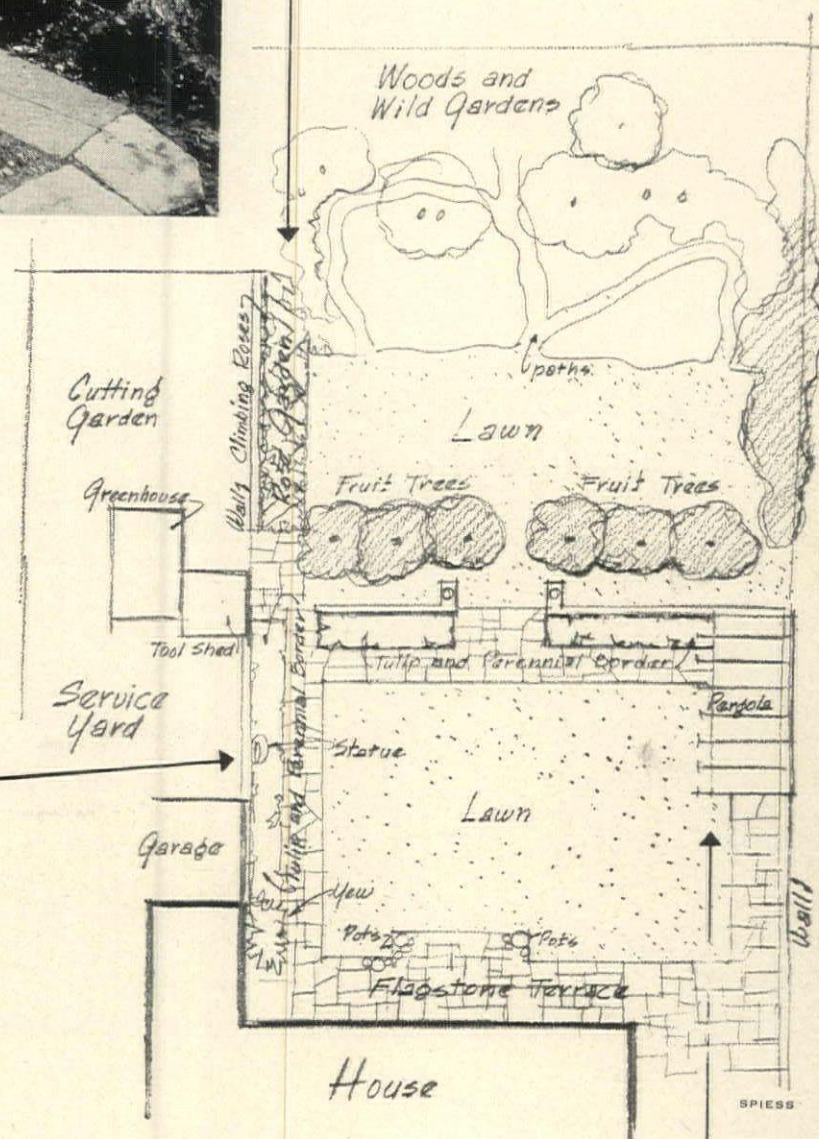 Woods and
Wild Gardens
Cutting
Garden
Wall; Climbing Roses
Rose Garden
paths
Lawn
Greenhouse
Fruit Trees
Fruit Trees
Tool Shed
Tulip and Perennial Border
Service
Yard
Tulip and Perennial Border
Pergola
Statue
Lawn
Garage
Yew
Wall
Pots
Pots
Flagstone Terrace
House
SPIESS